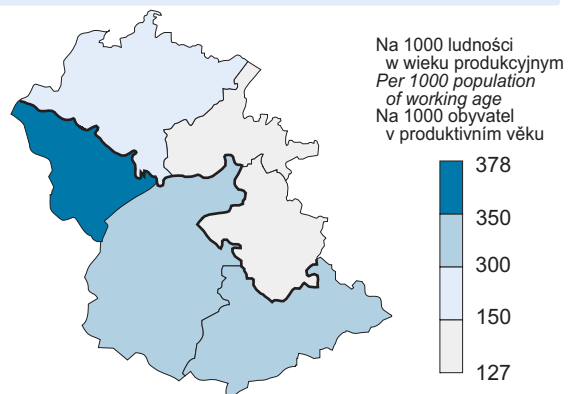 Na 1000 ludności
w wieku produkcyjnym
Per 1000 population
of working age
Na 1000 obyvatel
v produktivním věku
378
350
300
150
127